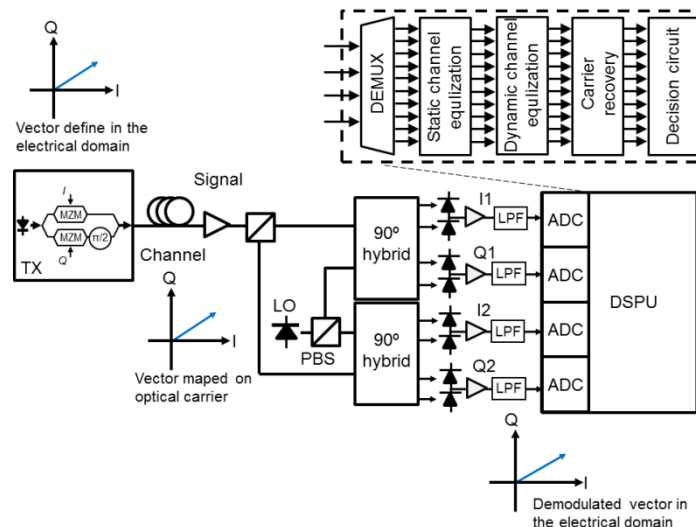 Q
I
Vector define in the
electrical domain
DEMUX
Static channel
equlization
Dynamic channel
equlization
Carrier
recovery
Decision circuit
I
MZM
MZM
π/2
Q
TX
Signal
Channel
Q
I
Vector maped on
optical carrier
LO
PBS
90º
hybrid
90º
hybrid
I1
LPF
ADC
Q1
LPF
ADC
I2
LPF
ADC
Q2
LPF
ADC
DSPU
Q
I
Demodulated vector in
the electrical domain